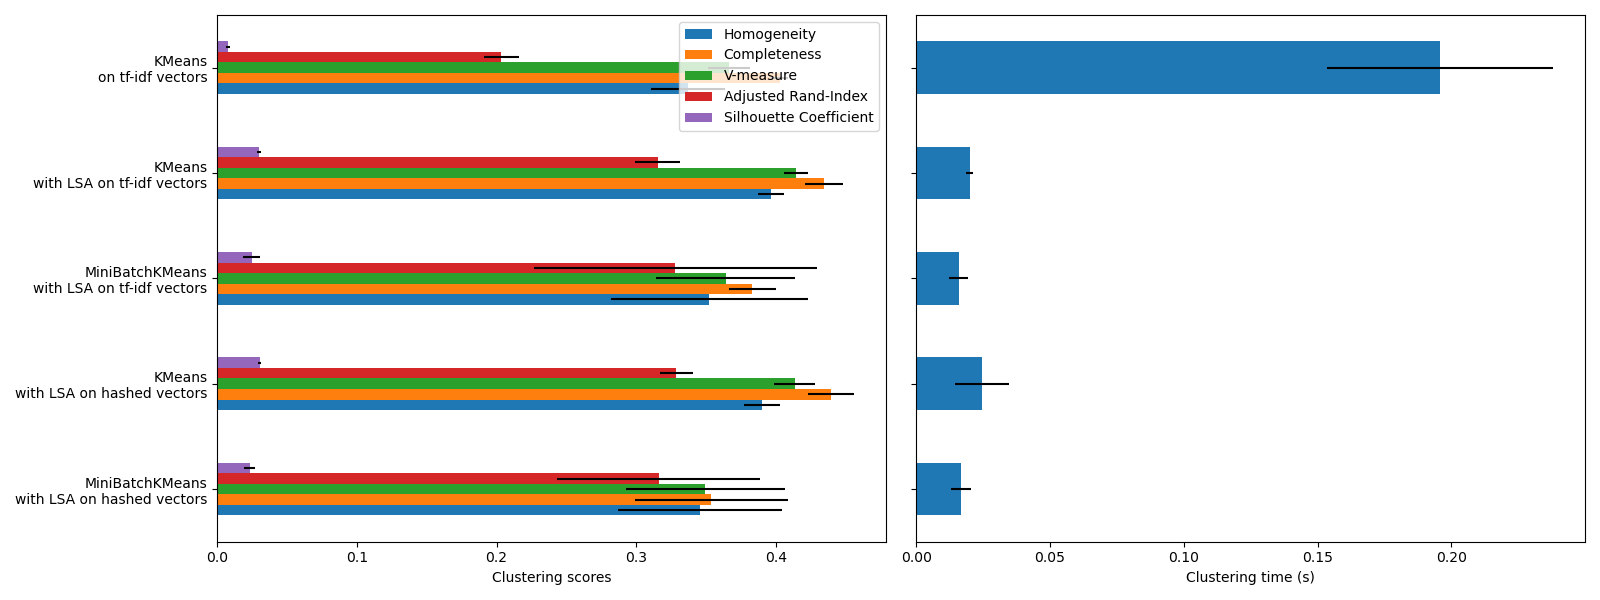 KMeans
on tf-idf vectors
KMeans
with LSA on tf-idf vectors
MiniBatchKMeans
with LSA on tf-idf vectors
KMeans
with LSA on hashed vectors
MiniBatchKMeans
with LSA on hashed vectors
Homogeneity
Completeness
V-measure
Adjusted Rand-Index
Silhouette Coefficient
0.0 0.1 0.2 0.3 0.4
Clustering scores
0.00 0.05 0.10 0.15 0.20
Clustering time (s)